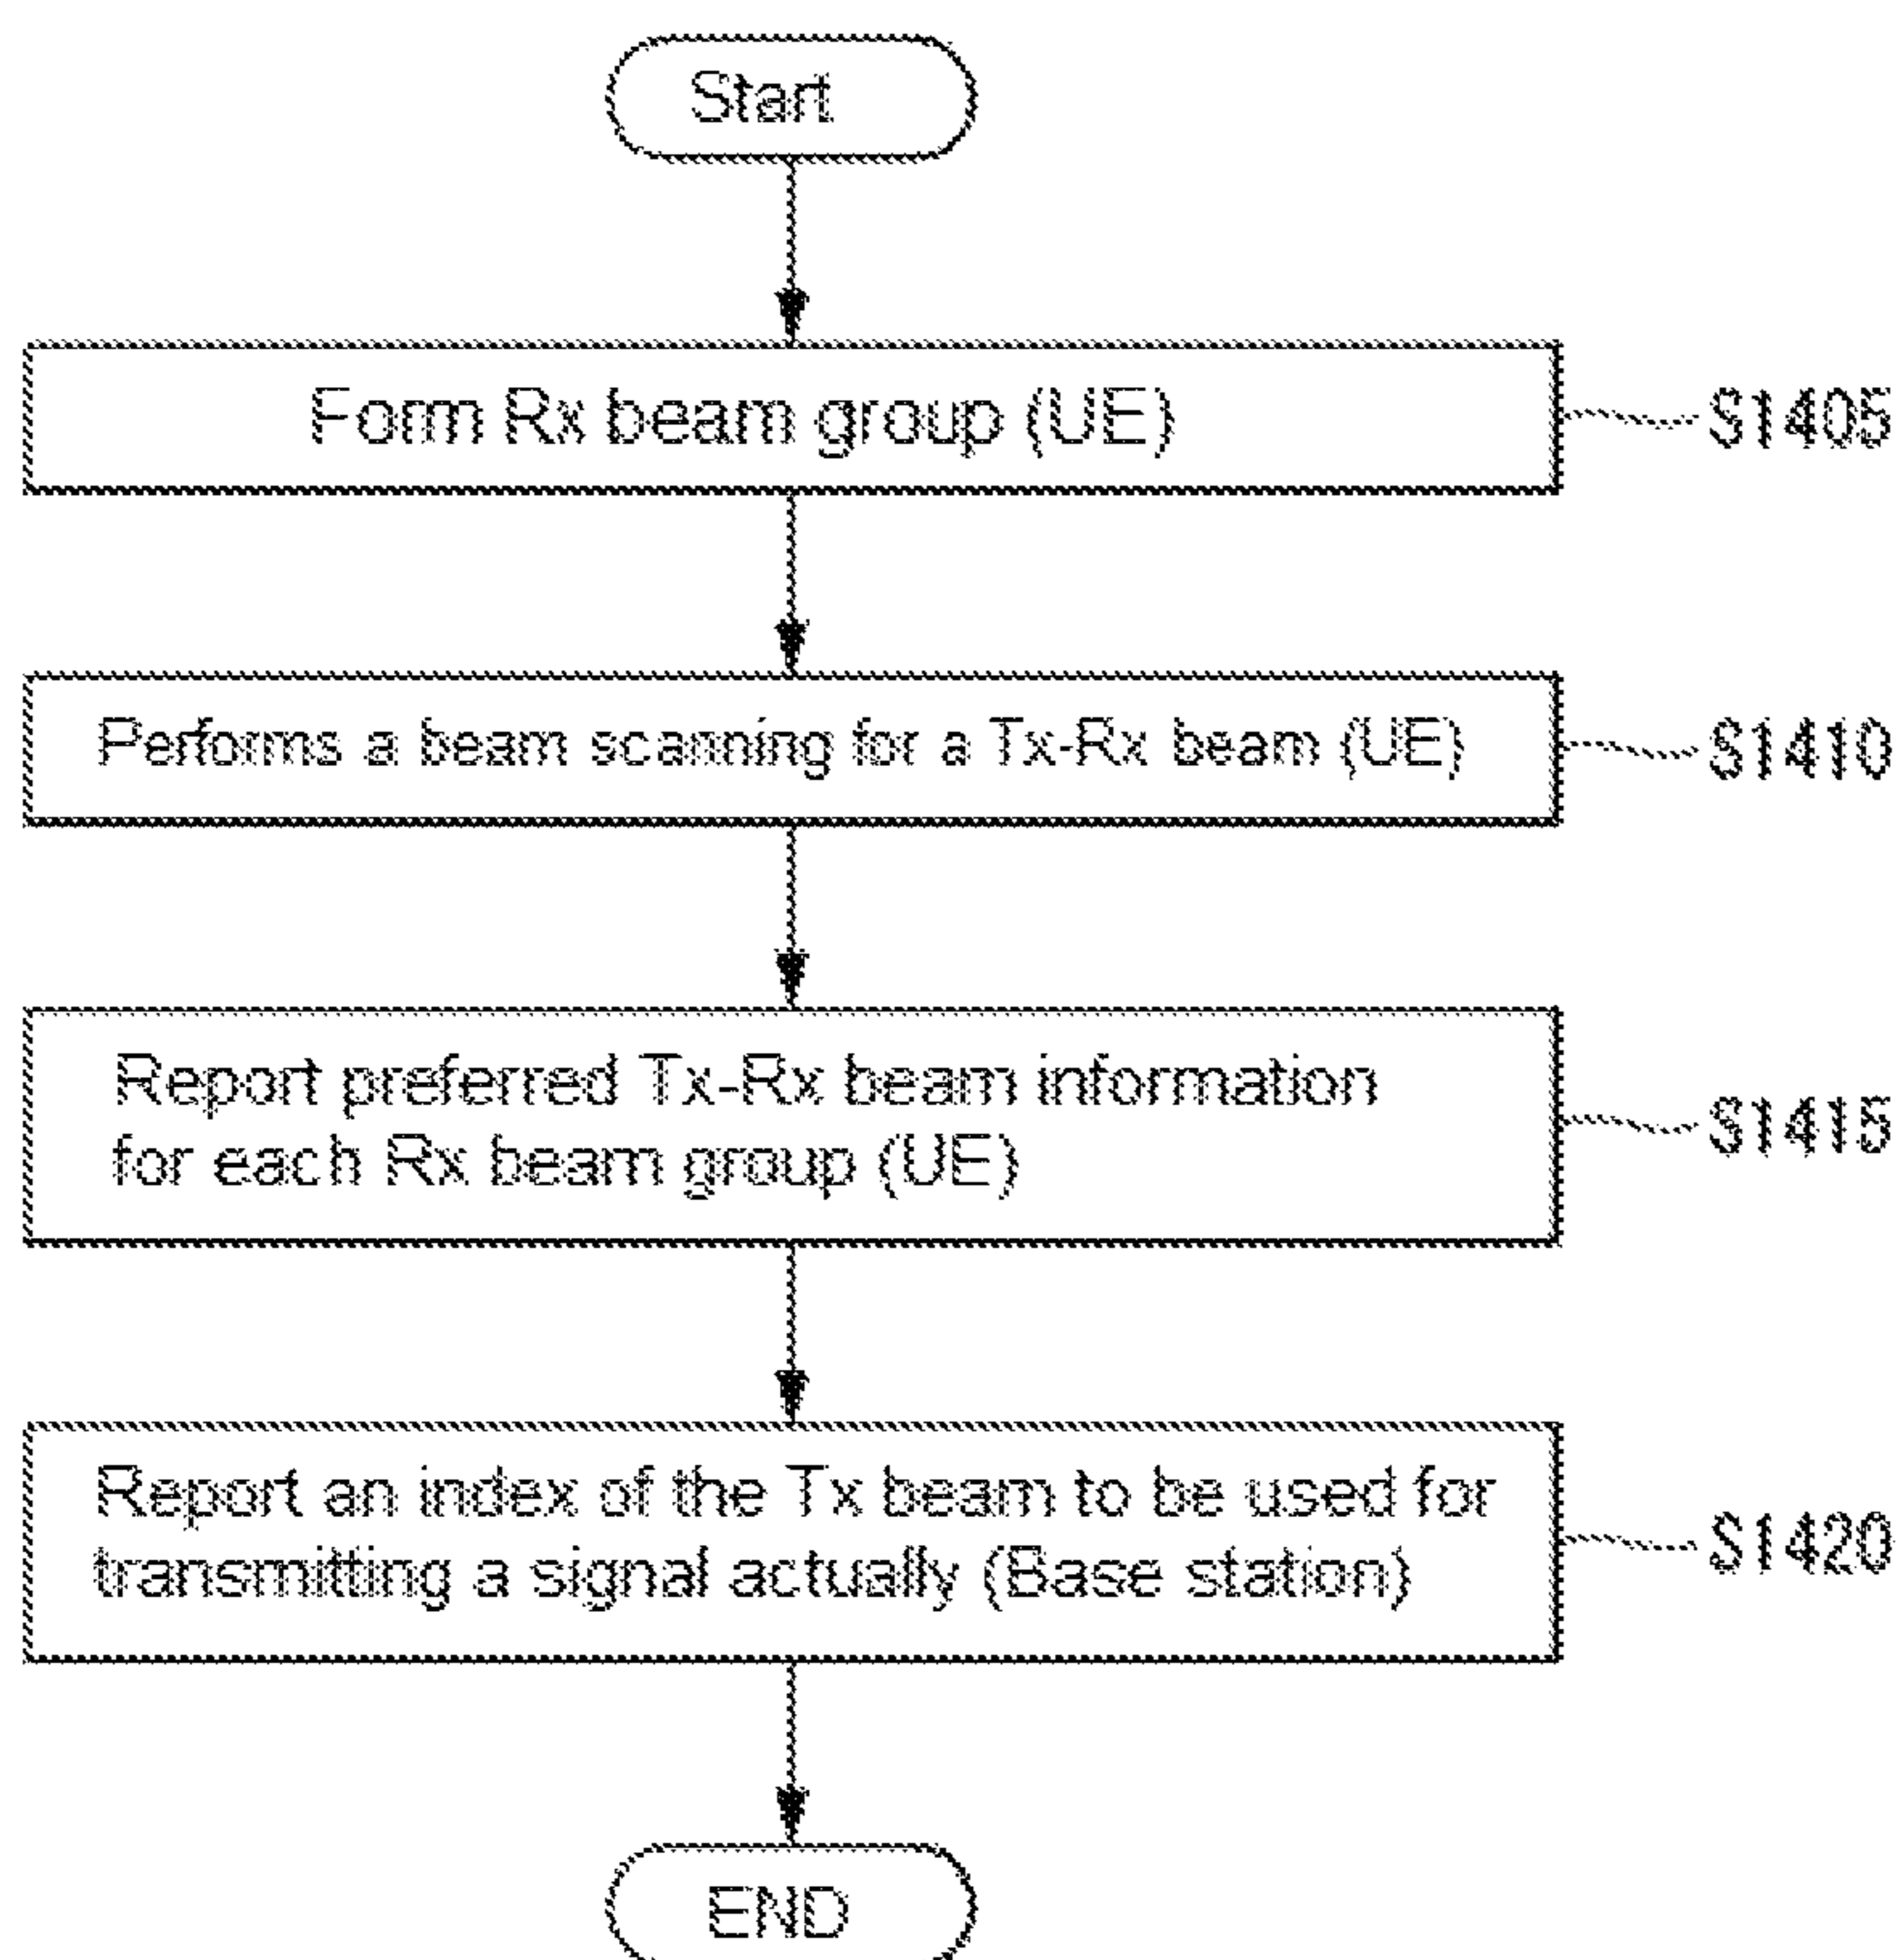 Start
Form Rx beam group (UE)
S1405
Performs a beam scanning for a Tx-Rx beam (UE)
S1410
Report preferred Tx-Rx beam information
for each Rx beam group (UE)
S1415
Report an index of the Tx beam to be used for
transmitting a signal actually (Base station)
S1420
END